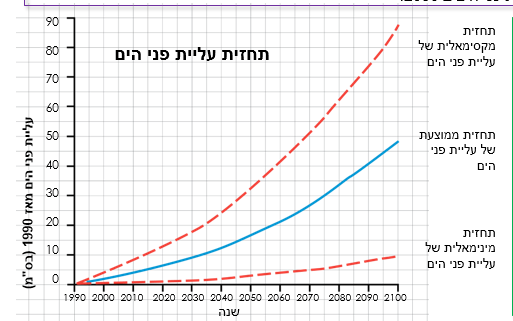 תחזית עליית פני הים
תחזית
מקסימאלית של
עליית פני הים
תחזית ממוצעת
של עליית פני
הים
תחזית
מינימאלית של
עליית פני הים
עליית פני הים מאז 1990 (בס"מ)
90
80
70
60
50
40
30
20
10
0
1990 2000 2010 2020 2030 2040 2050 2060 2070 2080 2090 2100
שנה